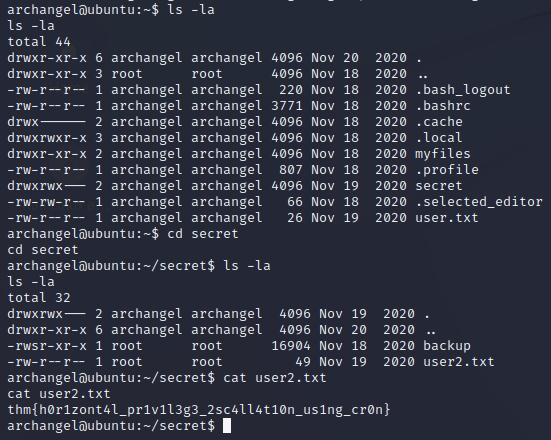 archangel@ubuntu:~$ ls -la
ls -la
total 44
drwxr-xr-x 6 archangel archangel 4096 Nov 20  2020 .
drwxr-xr-x 3 root      root      4096 Nov 18  2020 ..
-rw-r--r-- 1 archangel archangel  220 Nov 18  2020 .bash_logout
-rw-r--r-- 1 archangel archangel 3771 Nov 18  2020 .bashrc
drwx------ 2 archangel archangel 4096 Nov 18  2020 .cache
drwxrwxr-x 3 archangel archangel 4096 Nov 18  2020 .local
drwxr-xr-x 2 archangel archangel 4096 Nov 18  2020 myfiles
-rw-r--r-- 1 archangel archangel  807 Nov 18  2020 .profile
drwxrwx--- 2 archangel archangel 4096 Nov 19  2020 secret
-rw-rw-r-- 1 archangel archangel   66 Nov 18  2020 .selected_editor
-rw-r--r-- 1 archangel archangel   26 Nov 19  2020 user.txt
archangel@ubuntu:~$ cd secret
cd secret
archangel@ubuntu:~/secret$ ls -la
ls -la
total 32
drwxrwx--- 2 archangel archangel  4096 Nov 19  2020 .
drwxr-xr-x 6 archangel archangel  4096 Nov 20  2020 ..
-rwsr-xr-x 1 root      root      16904 Nov 18  2020 backup
-rw-r--r-- 1 root      root         49 Nov 19  2020 user2.txt
archangel@ubuntu:~/secret$ cat user2.txt
cat user2.txt
thm{h0r1zont4l_pr1v1l3g3_2sc4ll4t10n_us1ng_cr0n}
archangel@ubuntu:~/secret$